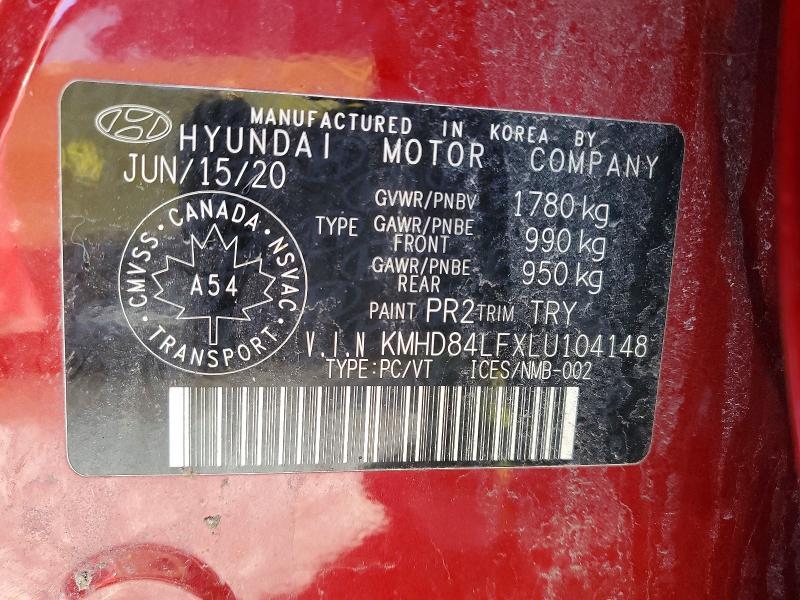 MANUFACTURED IN KOREA BY
HYUNDAI MOTOR COMPANY
JUN/15/20
CMVSS · CANADA · NSVAC · TRANSPORT ·
A54
TYPE
GVWR/PNBV 1780 kg
GAWR/PNBE FRONT 990 kg
GAWR/PNBE REAR 950 kg
PAINT PR2 TRIM TRY
V.I.N KMHD84LFXLU104148
TYPE:PC/VT ICES/NMB-002